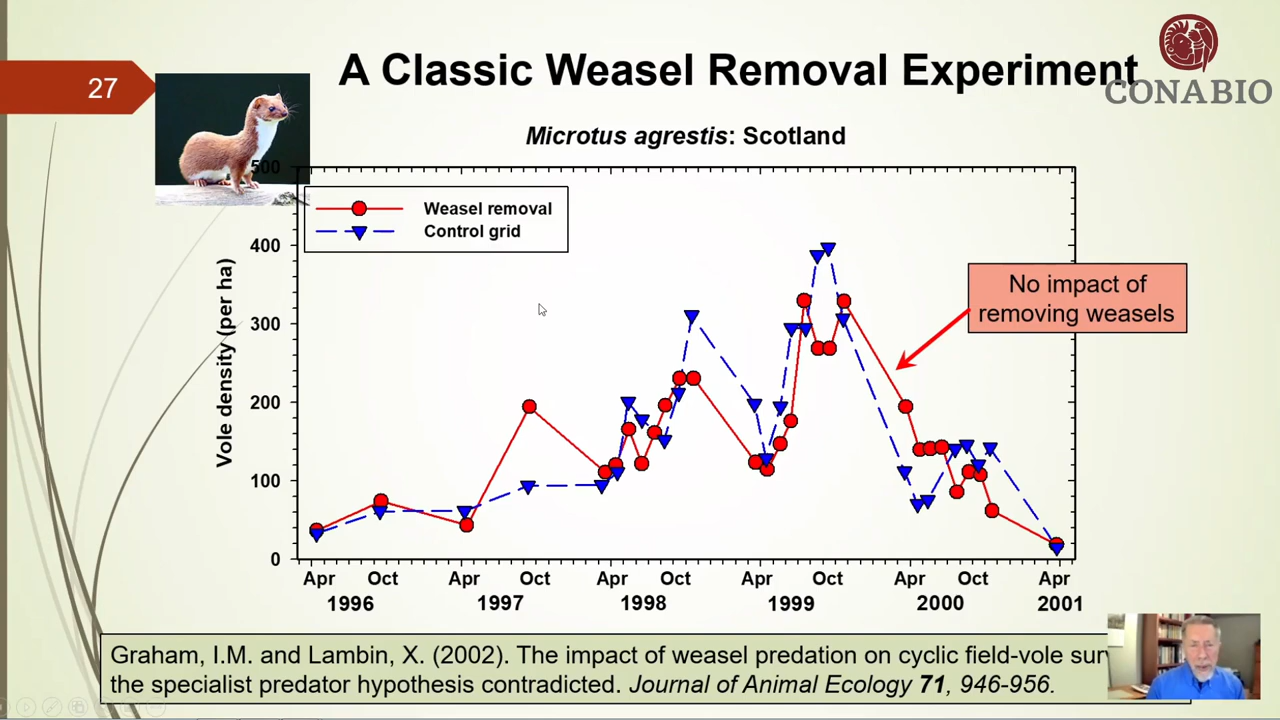 27
A Classic Weasel Removal Experiment
CONABIO
Microtus agrestis: Scotland
500
Weasel removal
Control grid
400
No impact of
removing weasels
Vole density (per ha)
300
200
100
0
Apr Oct Apr Oct Apr Oct Apr Oct Apr Oct Apr
1996 1997 1998 1999 2000 2001
Graham, I.M. and Lambin, X. (2002). The impact of weasel predation on cyclic field-vole
the specialist predator hypothesis contradicted. Journal of Animal Ecology 71, 946-956.